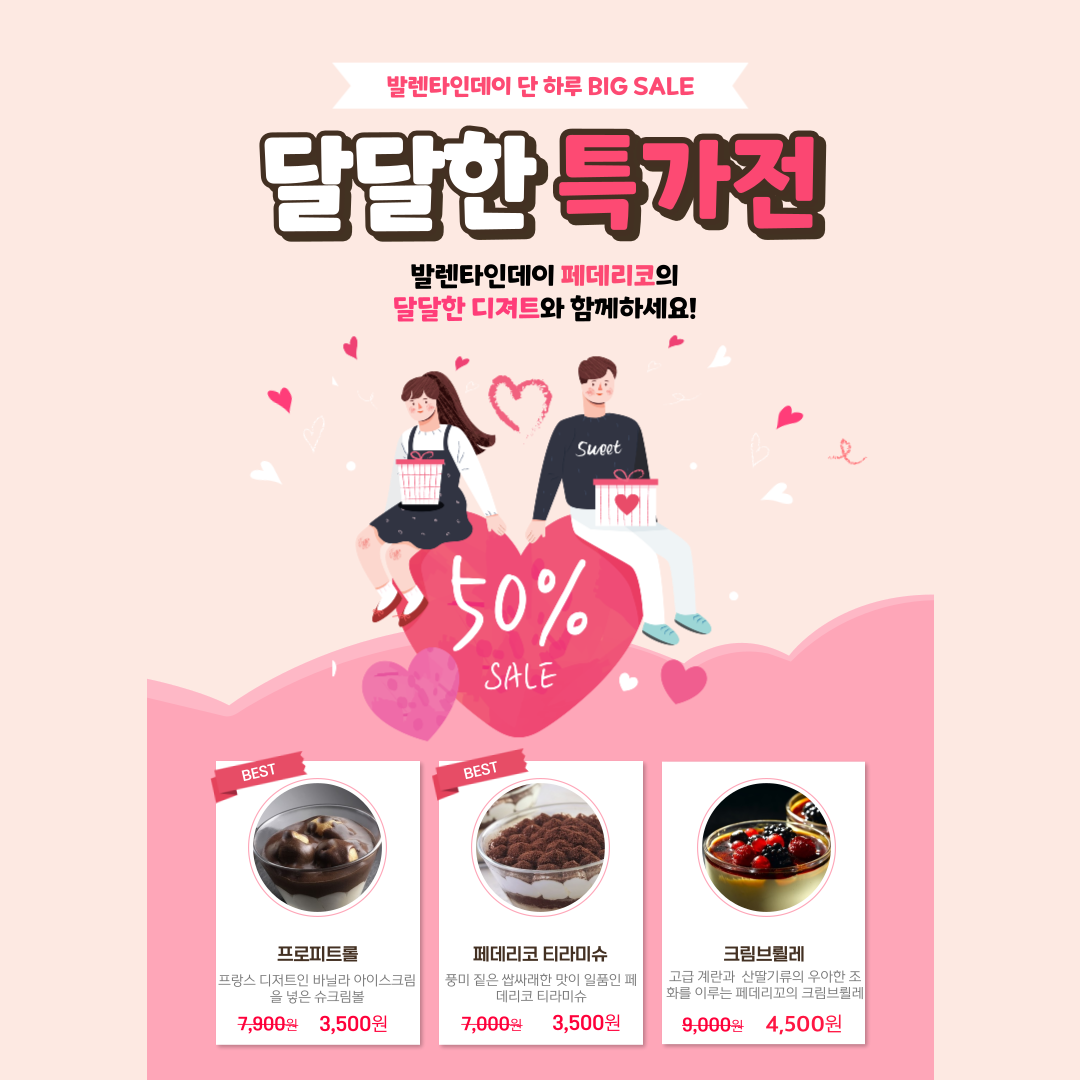 발렌타인데이 단 하루 BIG SALE
달달한 특가전
발렌타인데이 페데리코의
달달한 디져트와 함께하세요!
Sweet
50%
SALE
BEST
프로피트롤
프랑스 디저트인 바닐라 아이스크림
을 넣은 슈크림볼
7,900원 3,500원
BEST
페데리코 티라미슈
풍미 짙은 쌉싸래한 맛이 일품인 페
데리코 티라미슈
7,000원 3,500원
크림브륄레
고급 계란과 산딸기류의 우아한 조
화를 이루는 페데리꼬의 크림브륄레
9,000원 4,500원